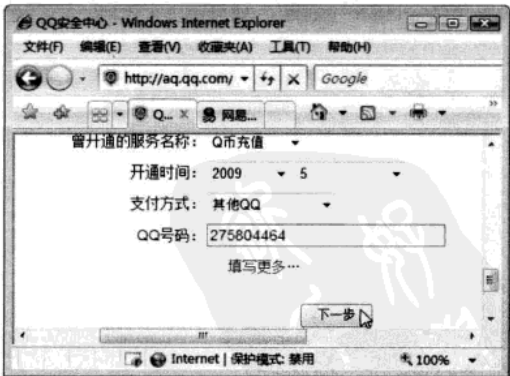 QQ安全中心 - Windows Internet Explorer
文件(F) 编辑(E) 查看(V) 收藏夹(A) 工具(T) 帮助(H)
http://aq.qq.com/ Google
Q... 网易...
曾开通的服务名称: Q币充值
开通时间: 2009 5
支付方式: 其他QQ
QQ号码: 275804464
填写更多…
下一步
Internet | 保护模式: 禁用 100%